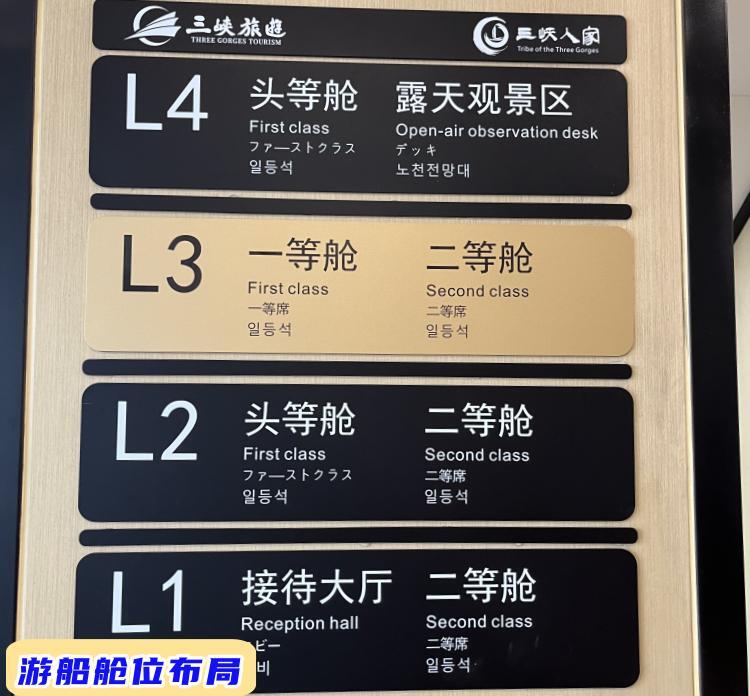 三峡旅游
THREE GORGES TOURISM
三峡人家
Tribe of the Three Gorges
L4
头等舱
First class
ファ—ストクラス
일등석
露天观景区
Open-air observation desk
デッキ
노천전망대
L3
一等舱
First class
一等席
일등석
二等舱
Second class
二等席
일등석
L2
头等舱
First class
ファ—ストクラス
일등석
二等舱
Second class
二等席
일등석
L1
接待大厅
Reception hall
ビー
비
二等舱
Second class
二等席
일등석
游船舱位布局